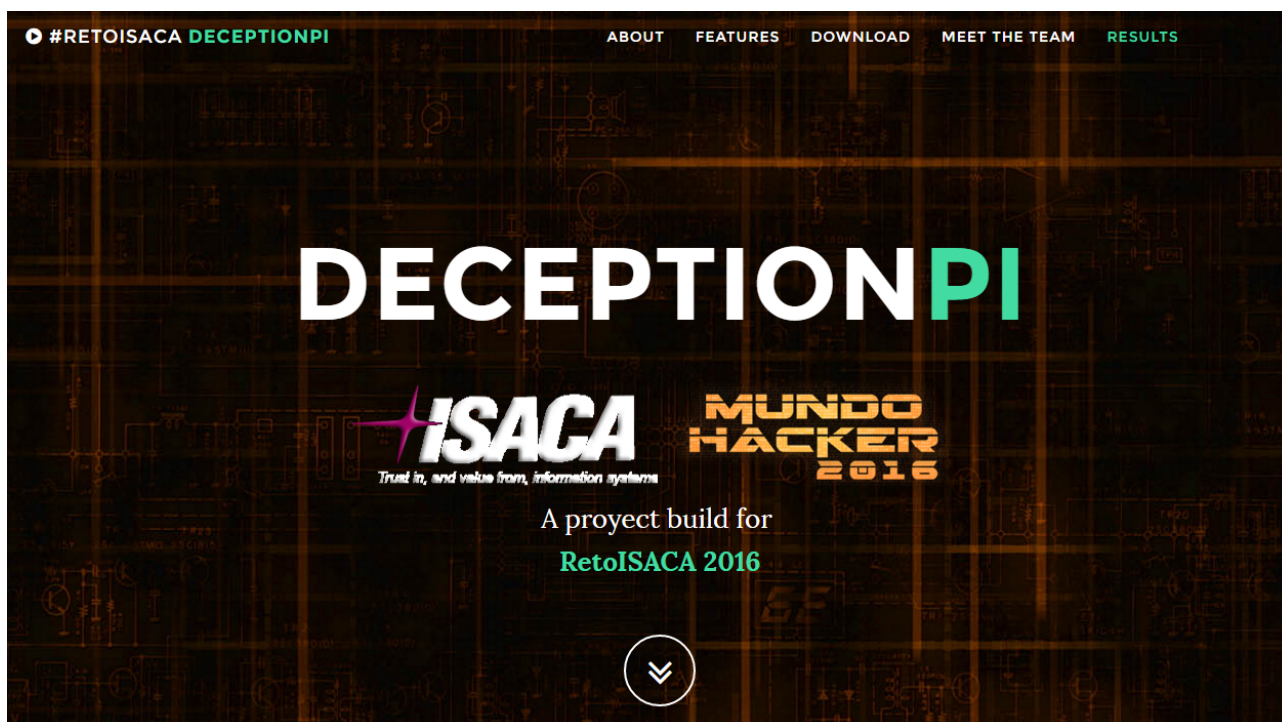 #RETOISACA DECEPTIONPI
ABOUT FEATURES DOWNLOAD MEET THE TEAM RESULTS
DECEPTIONPI
ISACA
Trust in, and value from, information systems
MUNDO
HACKER
2016
A proyect build for
RetoISACA 2016